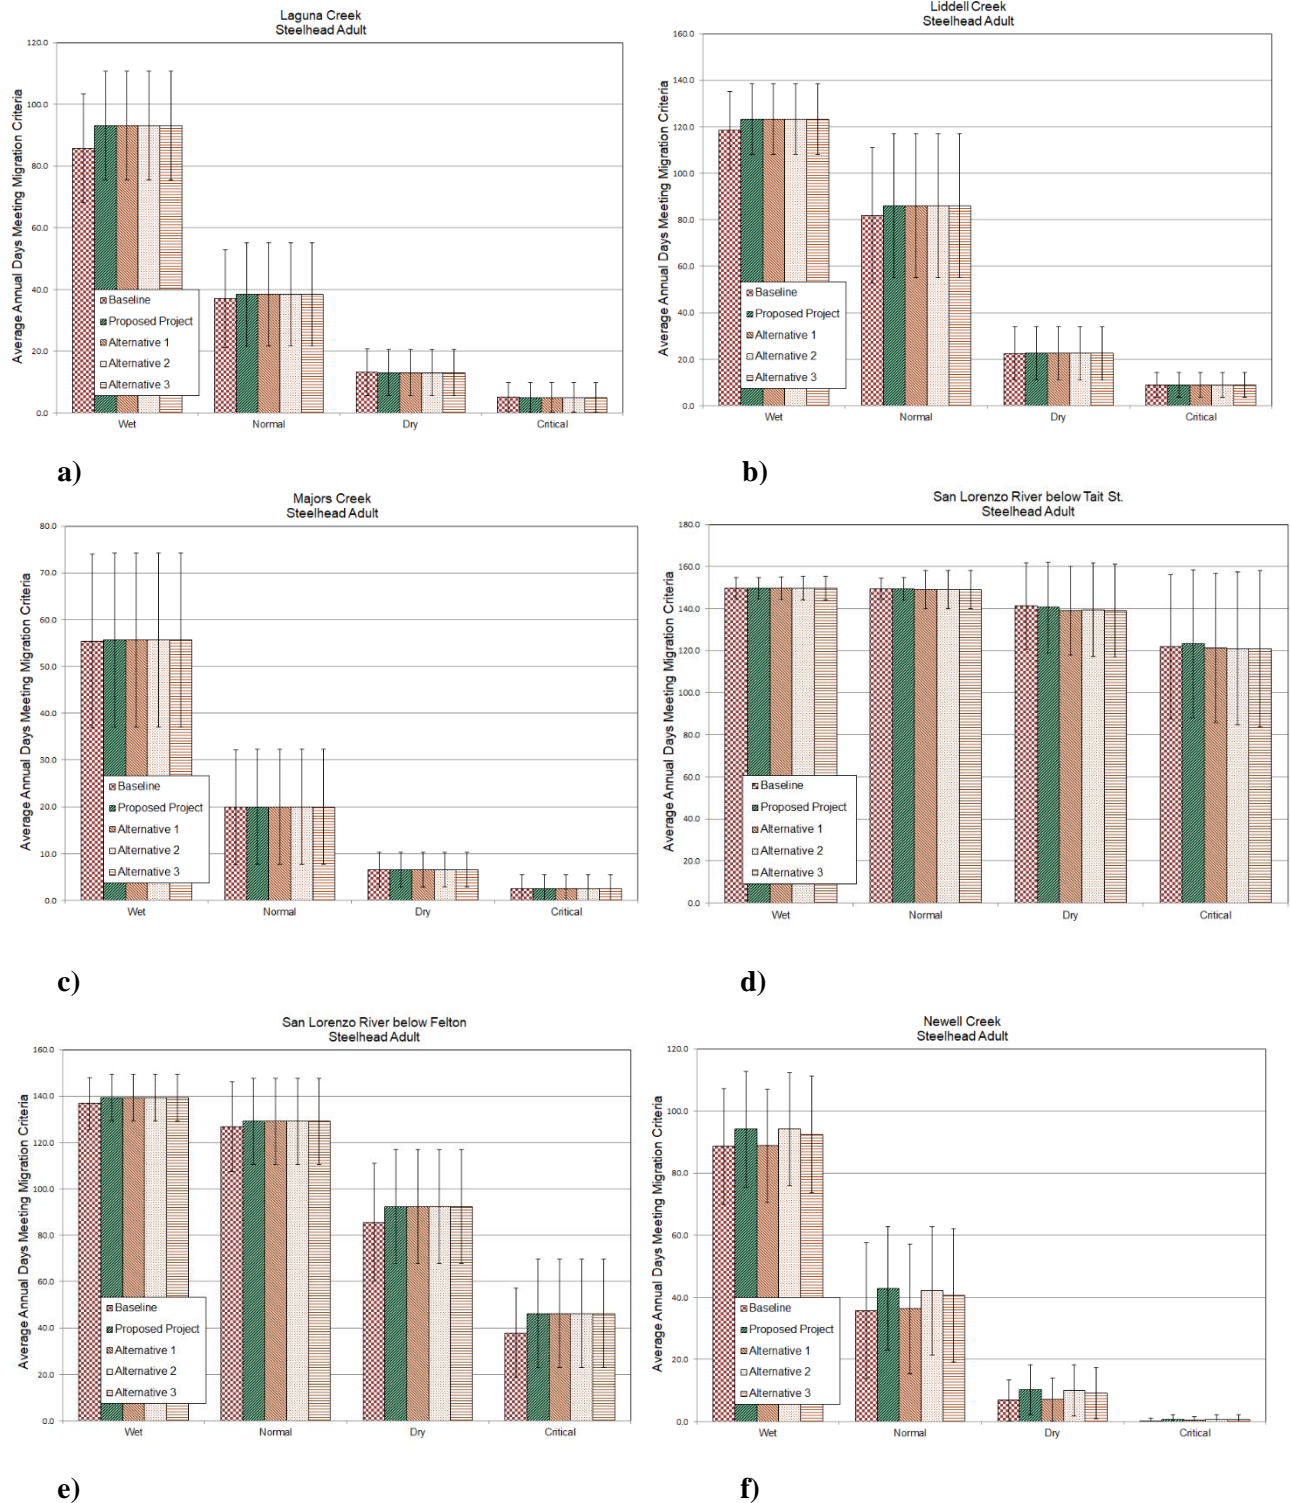 Laguna Creek
Steelhead Adult
Average Annual Days Meeting Migration Criteria
120.0
100.0
80.0
60.0
40.0
20.0
0.0
Baseline
Proposed Project
Alternative 1
Alternative 2
Alternative 3
Wet Normal Dry Critical
a)
Liddell Creek
Steelhead Adult
Average Annual Days Meeting Migration Criteria
160.0
140.0
120.0
100.0
80.0
60.0
40.0
20.0
0.0
Baseline
Proposed Project
Alternative 1
Alternative 2
Alternative 3
Wet Normal Dry Critical
b)
Majors Creek
Steelhead Adult
Average Annual Days Meeting Migration Criteria
80.0
70.0
60.0
50.0
40.0
30.0
20.0
10.0
0.0
Baseline
Proposed Project
Alternative 1
Alternative 2
Alternative 3
Wet Normal Dry Critical
c)
San Lorenzo River below Tait St.
Steelhead Adult
Average Annual Days Meeting Migration Criteria
180.0
160.0
140.0
120.0
100.0
80.0
60.0
40.0
20.0
0.0
Baseline
Proposed Project
Alternative 1
Alternative 2
Alternative 3
Wet Normal Dry Critical
d)
San Lorenzo River below Felton
Steelhead Adult
Average Annual Days Meeting Migration Criteria
160.0
140.0
120.0
100.0
80.0
60.0
40.0
20.0
0.0
Baseline
Proposed Project
Alternative 1
Alternative 2
Alternative 3
Wet Normal Dry Critical
e)
Newell Creek
Steelhead Adult
Average Annual Days Meeting Migration Criteria
120.0
100.0
80.0
60.0
40.0
20.0
0.0
Baseline
Proposed Project
Alternative 1
Alternative 2
Alternative 3
Wet Normal Dry Critical
f)